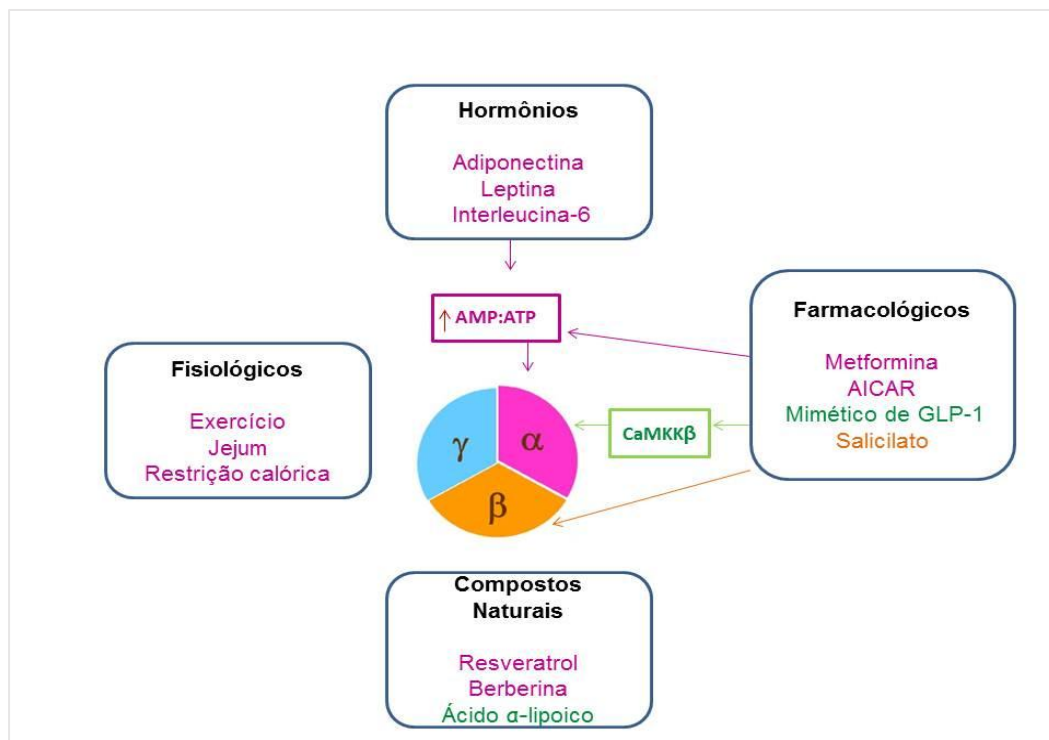 Hormônios
Adiponectina
Leptina
Interleucina-6
↑ AMP:ATP
Farmacológicos
Metformina
AICAR
Mimético de GLP-1
Salicilato
Fisiológicos
Exercício
Jejum
Restrição calórica
γ
α
β
CaMKKβ
Compostos
Naturais
Resveratrol
Berberina
Ácido α-lipoico